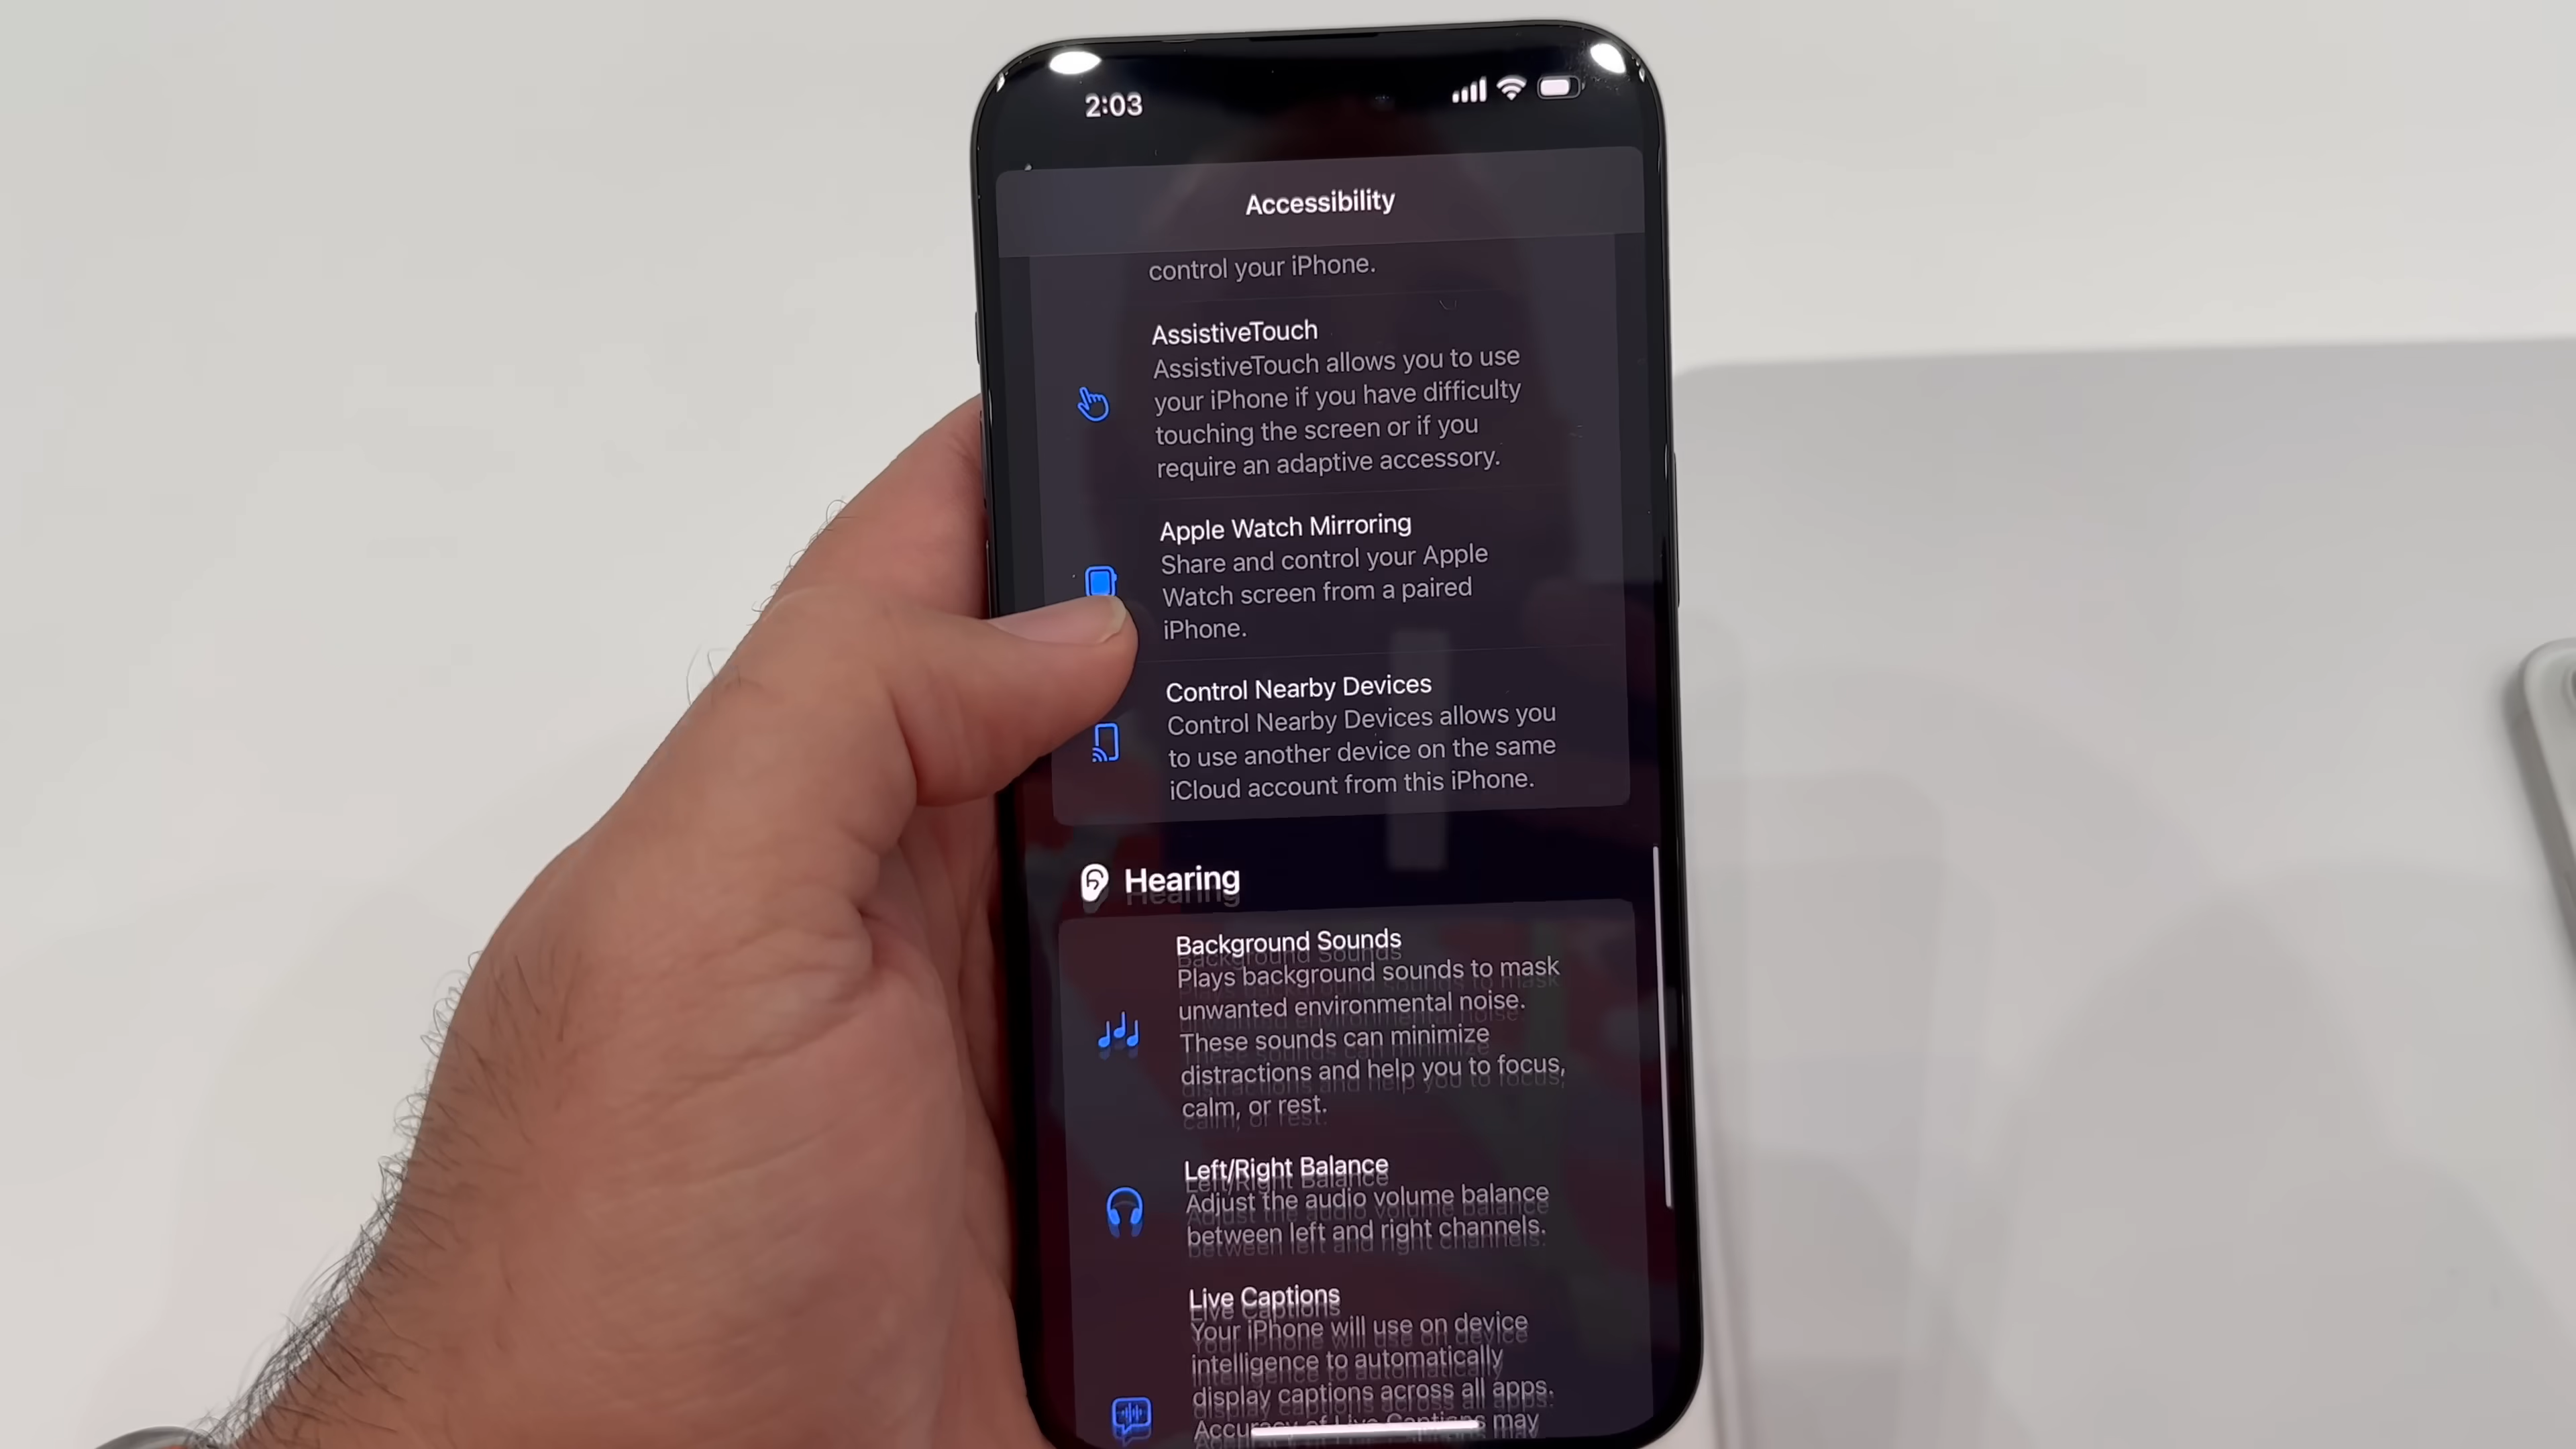 2:03
Accessibility
control your iPhone.
AssistiveTouch
AssistiveTouch allows you to use
your iPhone if you have difficulty
touching the screen or if you
require an adaptive accessory.
Apple Watch Mirroring
Share and control your Apple
Watch screen from a paired
iPhone.
Control Nearby Devices
Control Nearby Devices allows you
to use another device on the same
iCloud account from this iPhone.
Hearing
Background Sounds
Plays background sounds to mask
unwanted environmental noise.
These sounds can minimize
distractions and help you to focus,
calm, or rest.
Left/Right Balance
Adjust the audio volume balance
between left and right channels.
Live Captions
Your iPhone will use on device
intelligence to automatically
display captions across all apps.
Accuracy of Live Captions may